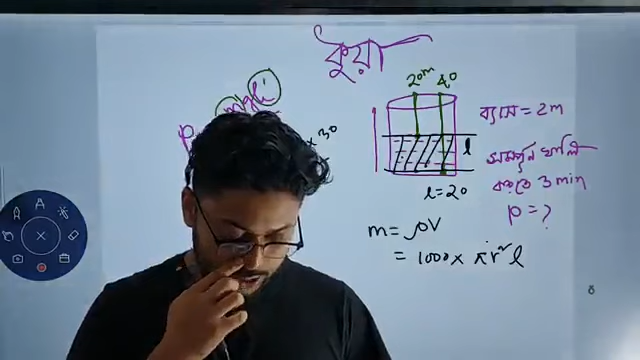 কুয়া
20m 40
ব্যাস = 2m
l
সম্পূর্ন খালি
করতে 3 min
l = 20
P = ?
m = ρV
= 1000 × πr²l